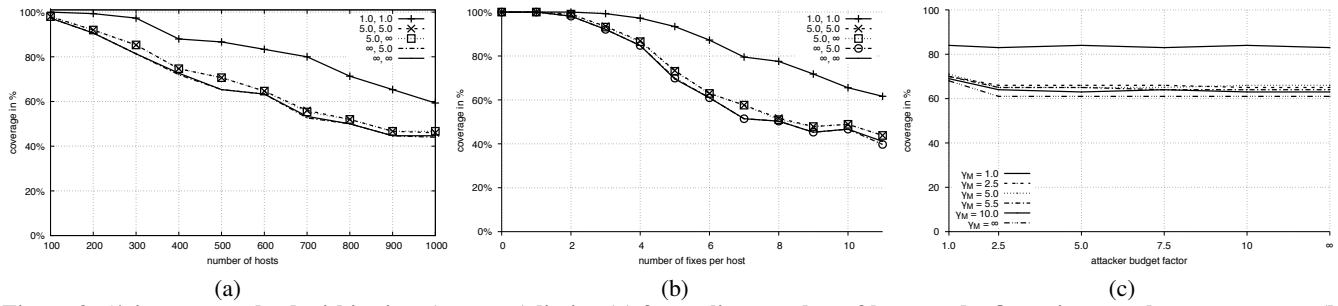 100%
80%
60%
40%
20%
0%
coverage in %
100 200 300 400 500 600 700 800 900 1000
number of hosts
1.0, 1.0
5.0, 5.0
5.0, ∞
∞, 5.0
∞, ∞
(a)
100%
80%
60%
40%
20%
0%
coverage in %
0 2 4 6 8 10
number of fixes per host
1.0, 1.0
5.0, 5.0
5.0, ∞
∞, 5.0
∞, ∞
(b)
100
80
60
40
20
0
coverage in %
1.0 2.5 5.0 7.5 10 ∞
attacker budget factor
γM = 1.0
γM = 2.5
γM = 5.0
γM = 5.5
γM = 10.0
γM = ∞
(c)